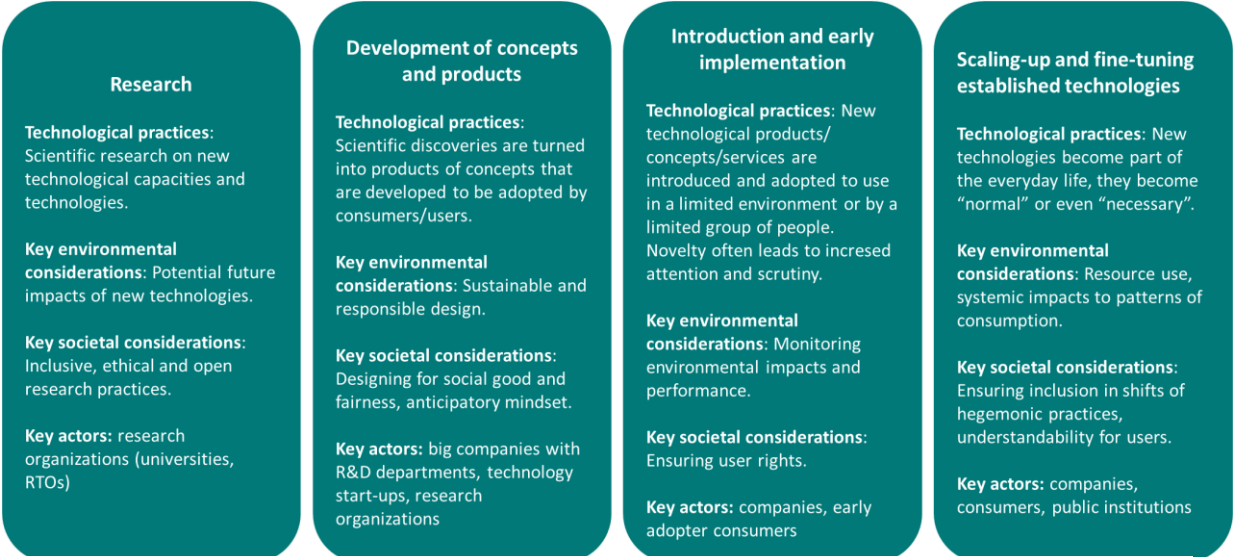 Research
Technological practices:
Scientific research on new
technological capacities and
technologies.
Key environmental
considerations: Potential future
impacts of new technologies.
Key societal considerations:
Inclusive, ethical and open
research practices.
Key actors: research
organizations (universities,
RTOs)
Development of concepts
and products
Technological practices:
Scientific discoveries are turned
into products of concepts that
are developed to be adopted by
consumers/users.
Key environmental
considerations: Sustainable and
responsible design.
Key societal considerations:
Designing for social good and
fairness, anticipatory mindset.
Key actors: big companies with
R&D departments, technology
start-ups, research
organizations
Introduction and early
implementation
Technological practices: New
technological products/
concepts/services are
introduced and adopted to use
in a limited environment or by a
limited group of people.
Novelty often leads to incresed
attention and scrutiny.
Key environmental
considerations: Monitoring
environmental impacts and
performance.
Key societal considerations:
Ensuring user rights.
Key actors: companies, early
adopter consumers
Scaling-up and fine-tuning
established technologies
Technological practices: New
technologies become part of
the everyday life, they become
“normal” or even “necessary”.
Key environmental
considerations: Resource use,
systemic impacts to patterns of
consumption.
Key societal considerations:
Ensuring inclusion in shifts of
hegemonic practices,
understandability for users.
Key actors: companies,
consumers, public institutions